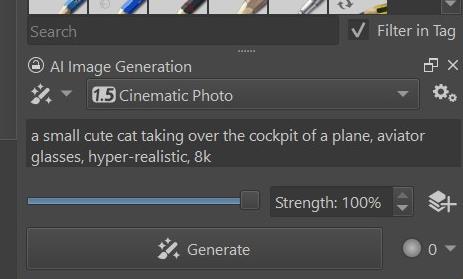 Search
Filter in Tag
AI Image Generation
1.5 Cinematic Photo
a small cute cat taking over the cockpit of a plane, aviator
glasses, hyper-realistic, 8k
Strength: 100%
Generate
0